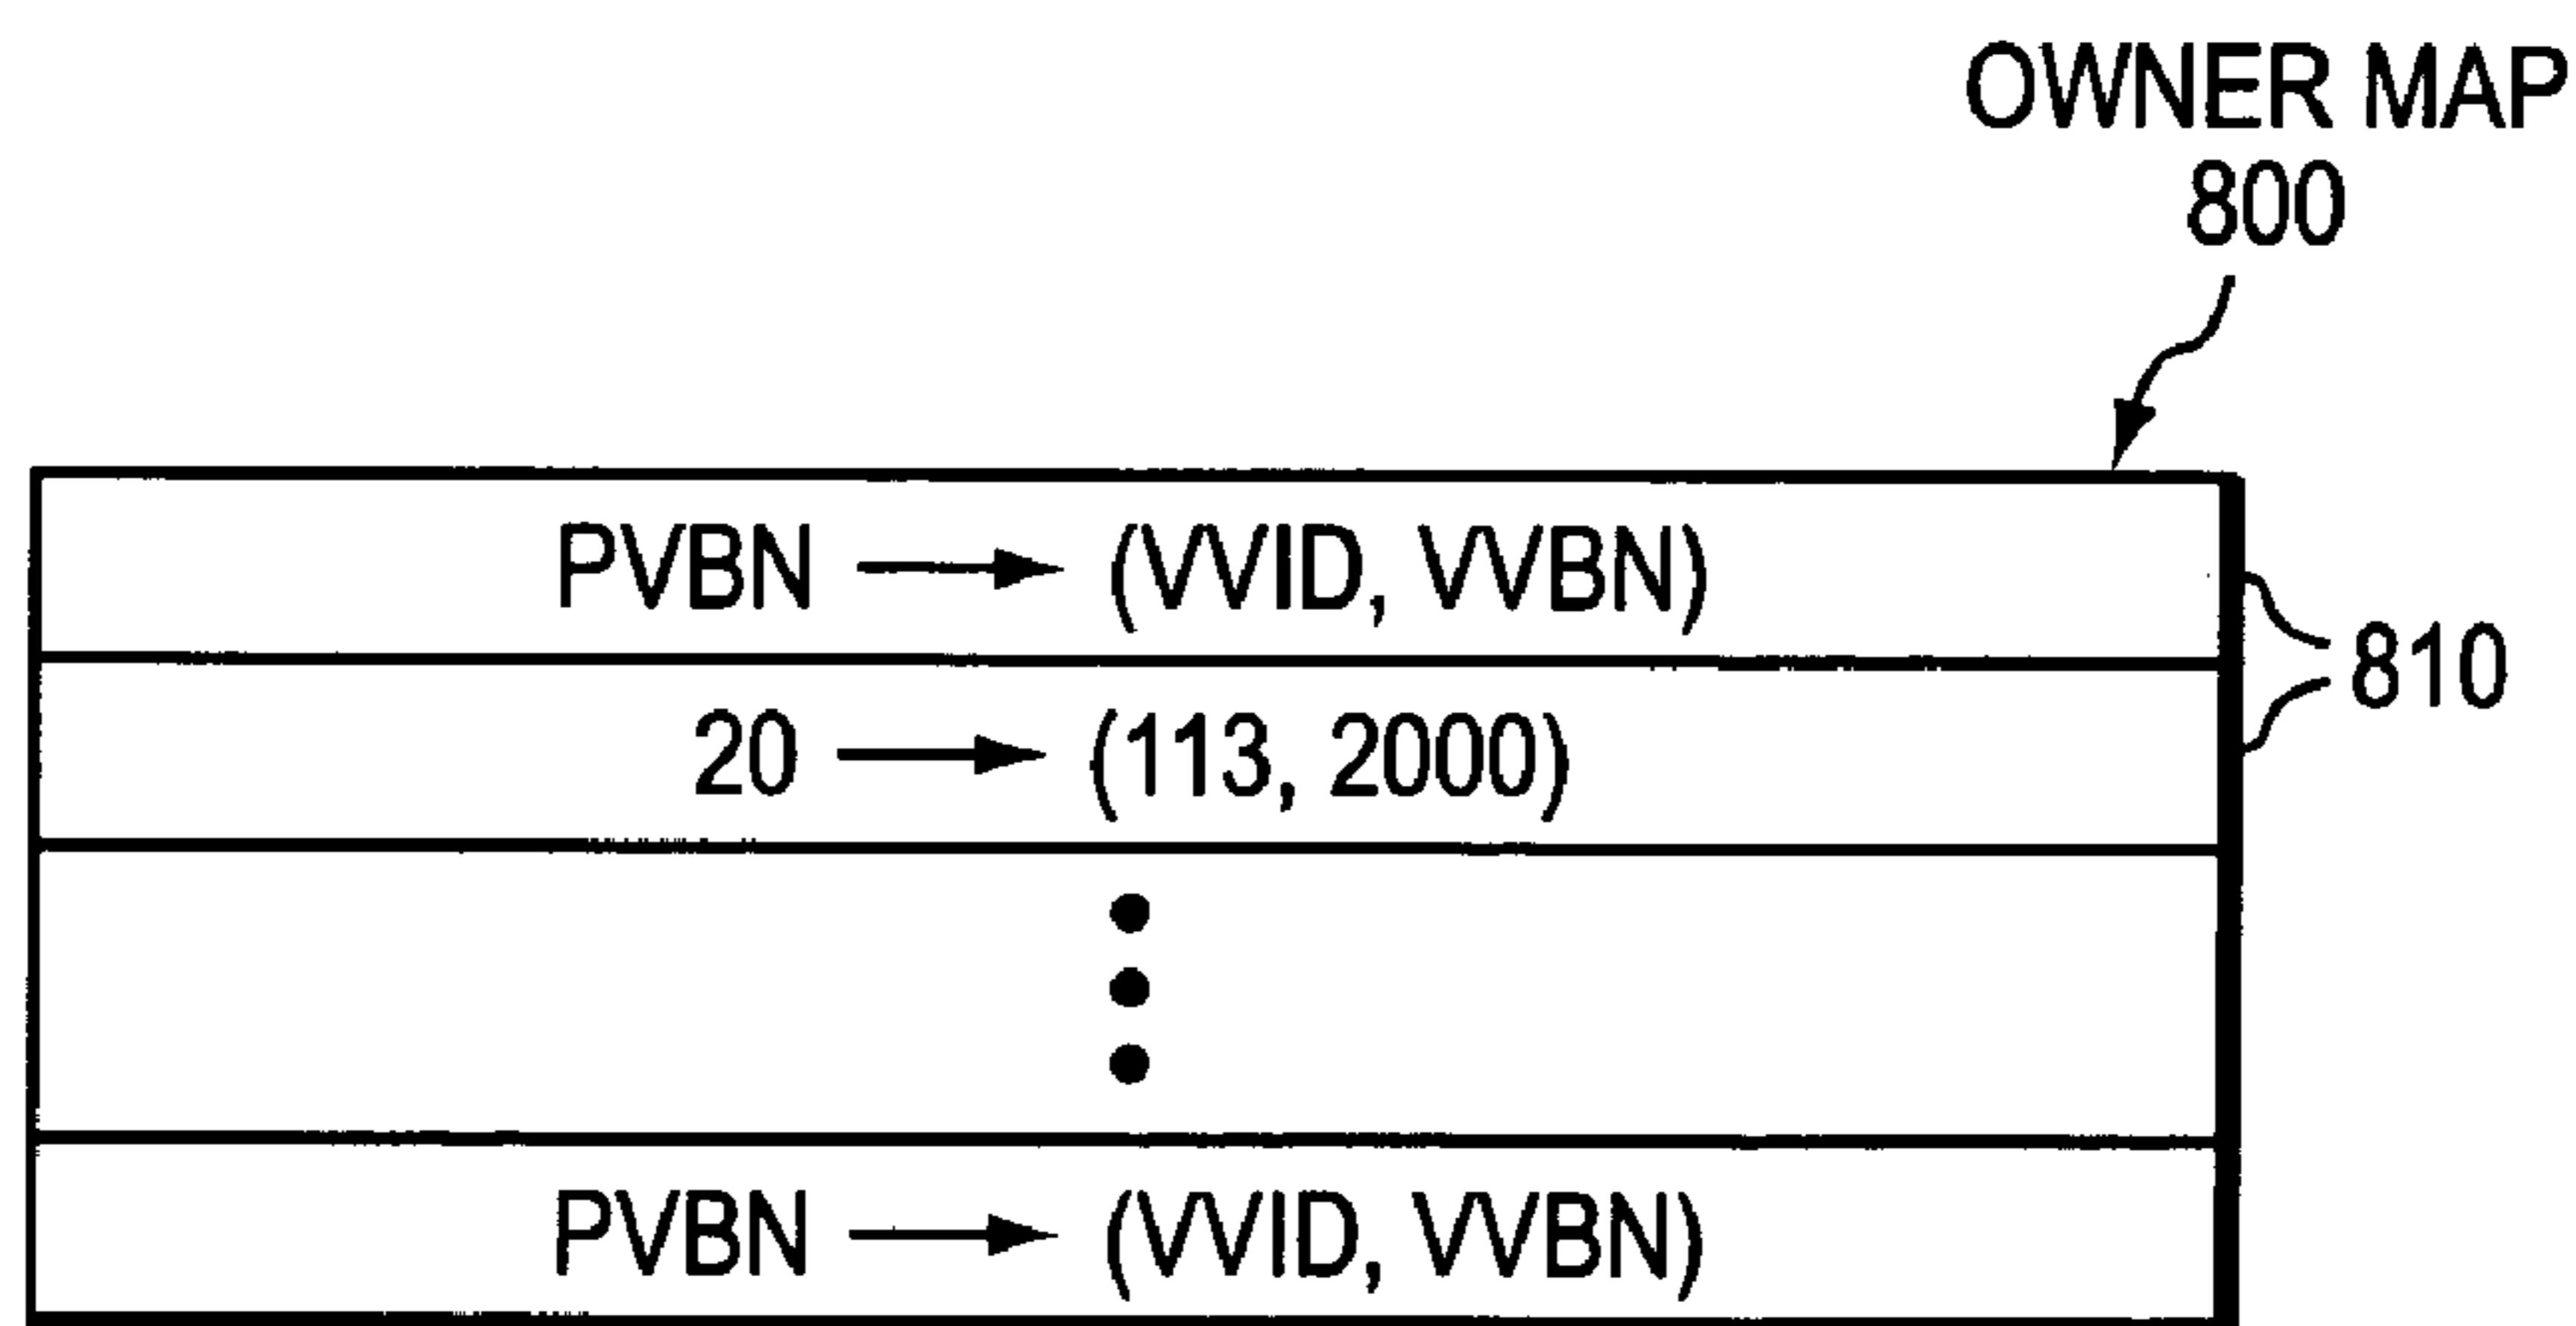 OWNER MAP
800
PVBN → (VVID, VVBN)
810
20 → (113, 2000)
PVBN → (VVID, VVBN)